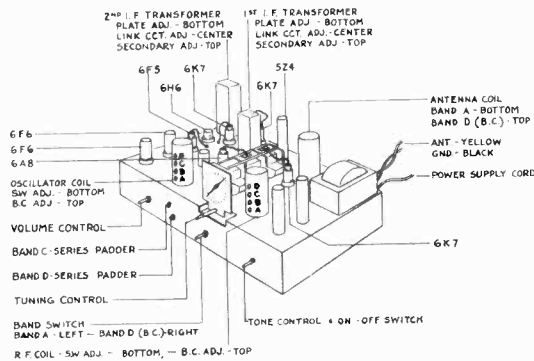 2ND I.F TRANSFORMER
PLATE ADJ. - BOTTOM
LINK CCT. ADJ - CENTER
SECONDARY ADJ - TOP
1ST I.F. TRANSFORMER
PLATE ADJ. - BOTTOM
LINK CCT. ADJ - CENTER
SECONDARY ADJ - TOP
6F5
6H6
6K7
6K7
5Z4
6F6
6F6
6A8
OSCILLATOR COIL
S.W ADJ. - BOTTOM
B.C ADJ - TOP
VOLUME CONTROL
BAND C-SERIES PADDER
BAND D-SERIES PADDER
TUNING CONTROL
BAND SWITCH
BAND A - LEFT — BAND D (B.C.)-RIGHT
R.F. COIL - S.W ADJ - BOTTOM, — B.C. ADJ. - TOP
ANTENNA COIL
BAND A - BOTTOM
BAND D (B.C.) - TOP
ANT. - YELLOW
GND - BLACK
POWER SUPPLY CORD
6K7
TONE CONTROL & ON - OFF SWITCH
C
B
A
D
C
B
A